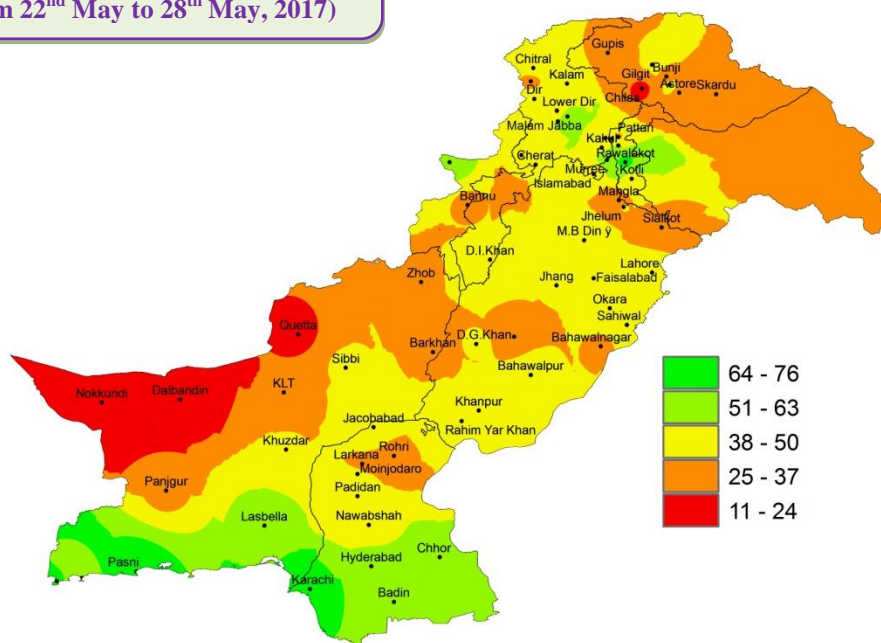 m 22nd May to 28th May, 2017)
Gupis
Chitral
Bunji
Gilgit
Kalam
Astore Skardu
Dir
Chilas
Lower Dir
Malam Jabba
Pattan
Kakul
Rawalakot
Cherat
Murree
Kotli
Islamabad
Mangla
Bannu
Jhelum
Sialkot
M.B Din ÿ
D.I.Khan
Lahore
Zhob
Jhang
Faisalabad
Okara
Sahiwal
Quetta
D.G.Khan
Bahawalnagar
Barkhan
Sibbi
Bahawalpur
64 - 76
Nokkundi
Dalbandin
KLT
51 - 63
Khanpur
Jacobabad
38 - 50
Rahim Yar Khan
Khuzdar
Rohri
Larkana
25 - 37
Moinjodaro
Panjgur
Padidan
11 - 24
Lasbella
Nawabshah
Chhor
Hyderabad
Pasni
Karachi
Badin